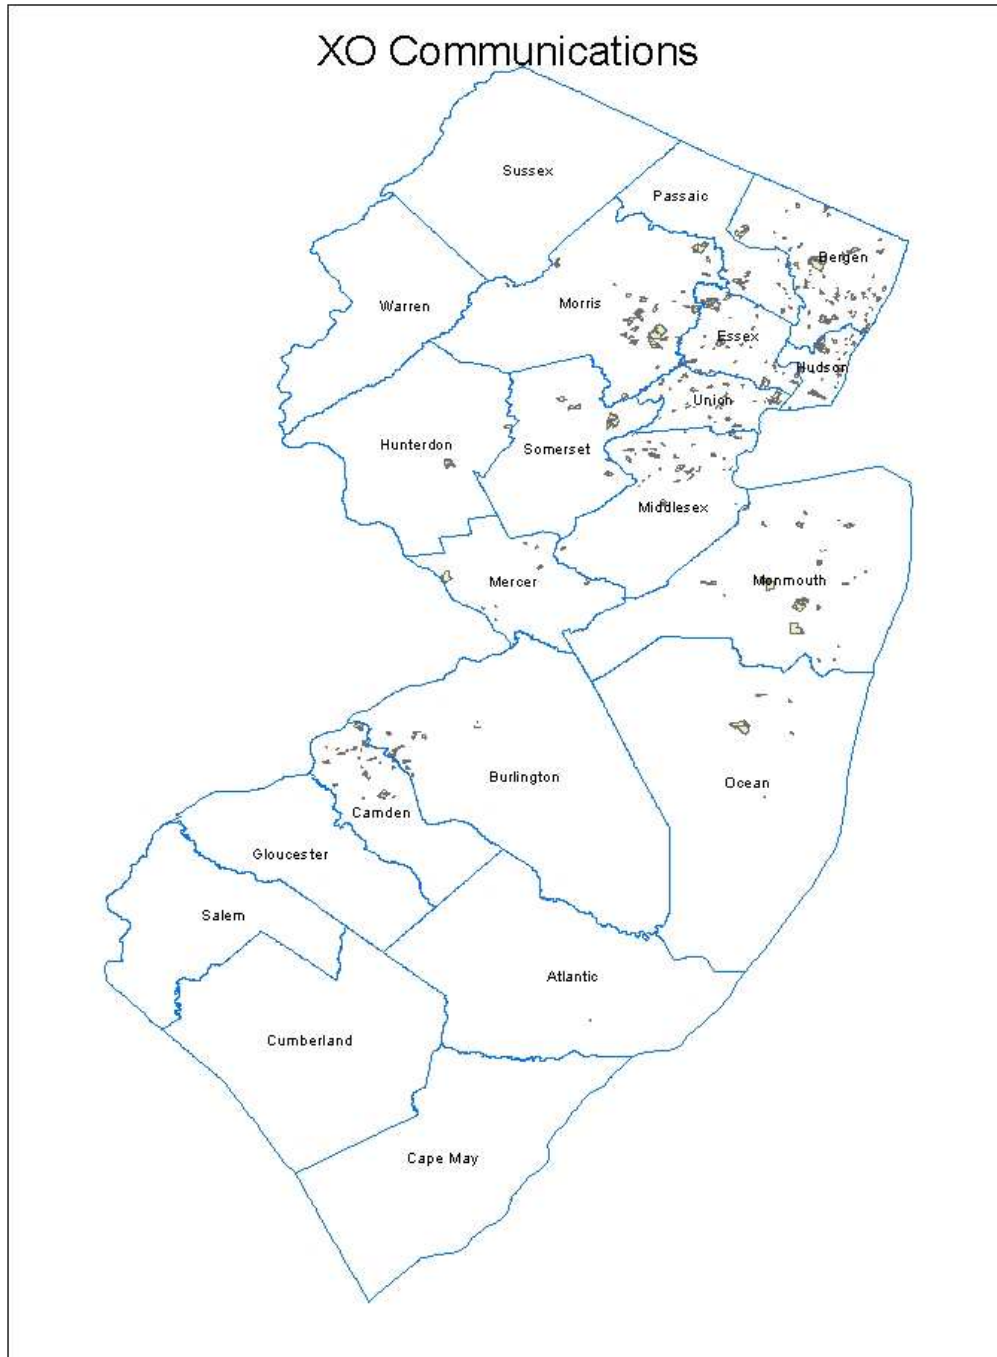 XO Communications
Sussex
Passaic
Bergen
Warren
Morris
Essex
Hudson
Union
Hunterdon
Somerset
Middlesex
Mercer
Monmouth
Burlington
Ocean
Camden
Gloucester
Salem
Atlantic
Cumberland
Cape May